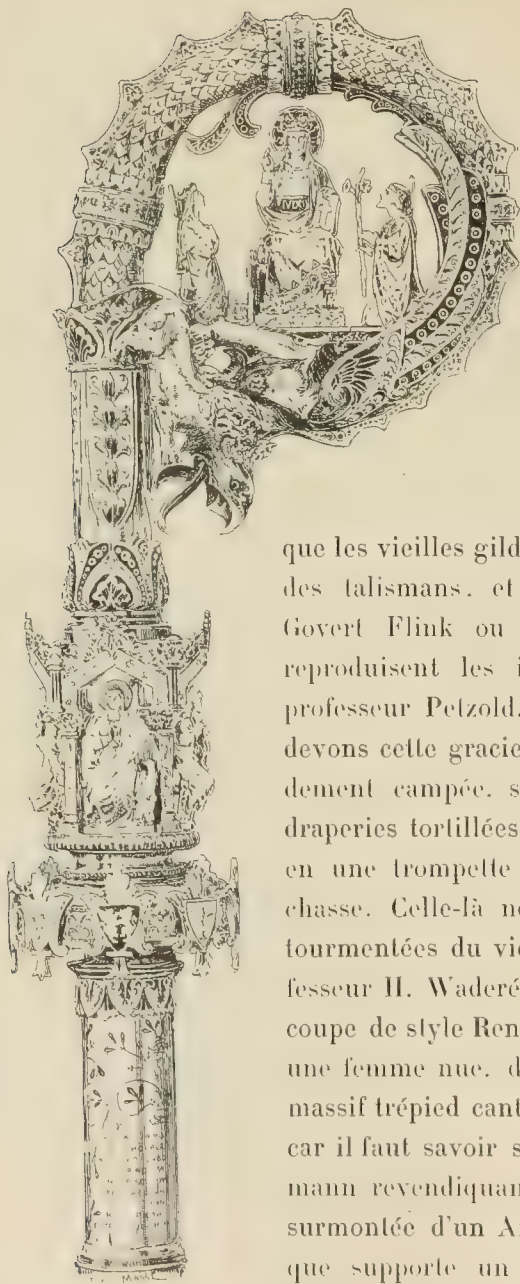 LVX
que les vieilles gild
des talismans. et
Govert Flink ou
reproduisent les i
professeur Petzold.
devons cette gracie
dement campée. s
draperies tortillées
en une trompette
chasse. Celle-là n
tourmentées du vie
fesseur H. Waderé
coupe de style Ren
une femme nue. d
massif trépied cant
car il faut savoir s
mann revendiquan
surmontée d'un A
que supporte un